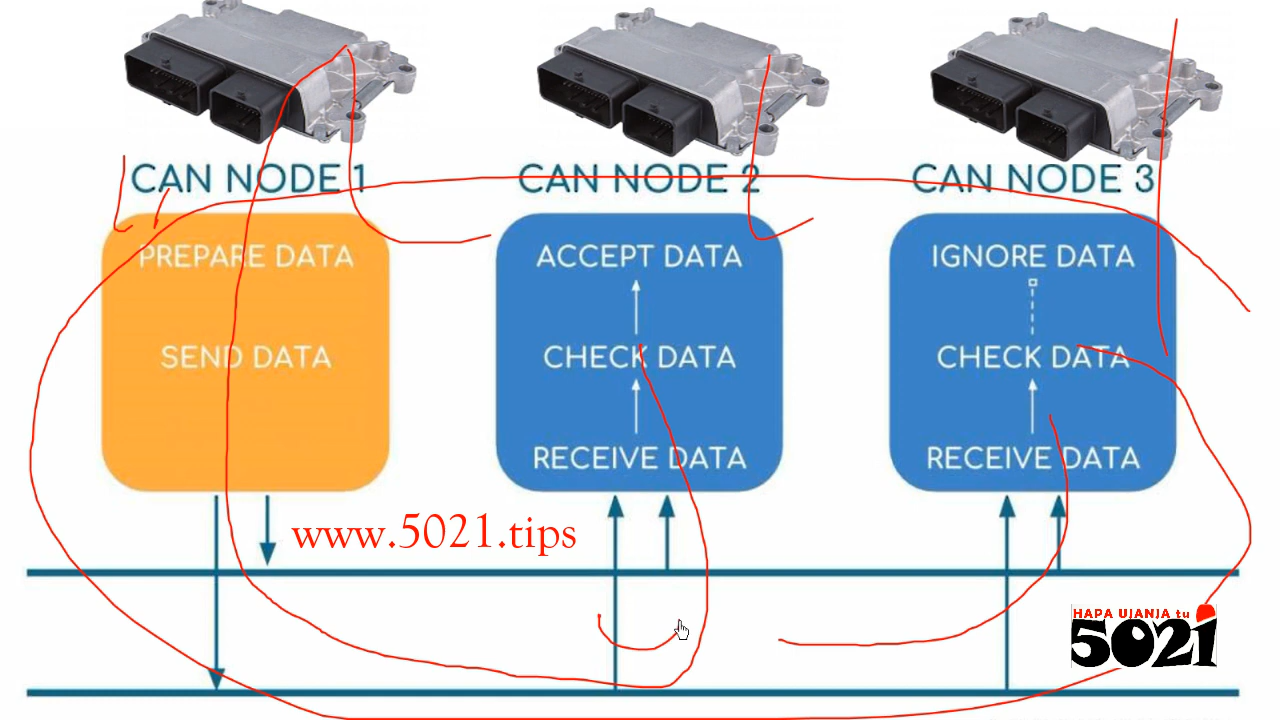 CAN NODE 1
CAN NODE 2
CAN NODE 3
PREPARE DATA
SEND DATA
ACCEPT DATA
CHECK DATA
RECEIVE DATA
IGNORE DATA
CHECK DATA
RECEIVE DATA
www.5021.tips
HAPA UJANJA tu
5021